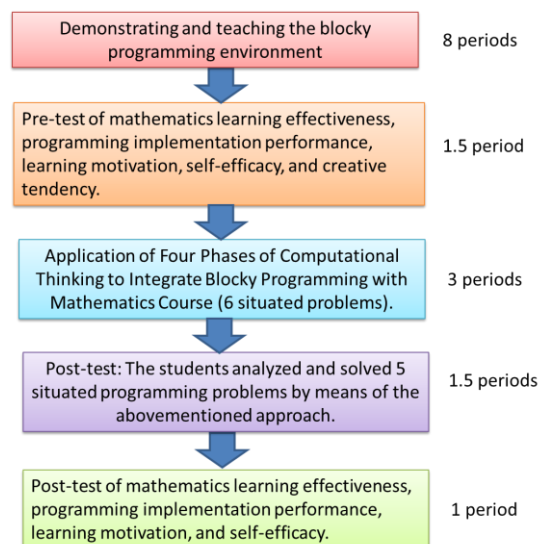 Demonstrating and teaching the blocky
programming environment
8 periods
Pre-test of mathematics learning effectiveness,
programming implementation performance,
learning motivation, self-efficacy, and creative
tendency.
1.5 period
Application of Four Phases of Computational
Thinking to Integrate Blocky Programming with
Mathematics Course (6 situated problems).
3 periods
Post-test: The students analyzed and solved 5
situated programming problems by means of the
abovementioned approach.
1.5 periods
Post-test of mathematics learning effectiveness,
programming implementation performance,
learning motivation, and self-efficacy.
1 period